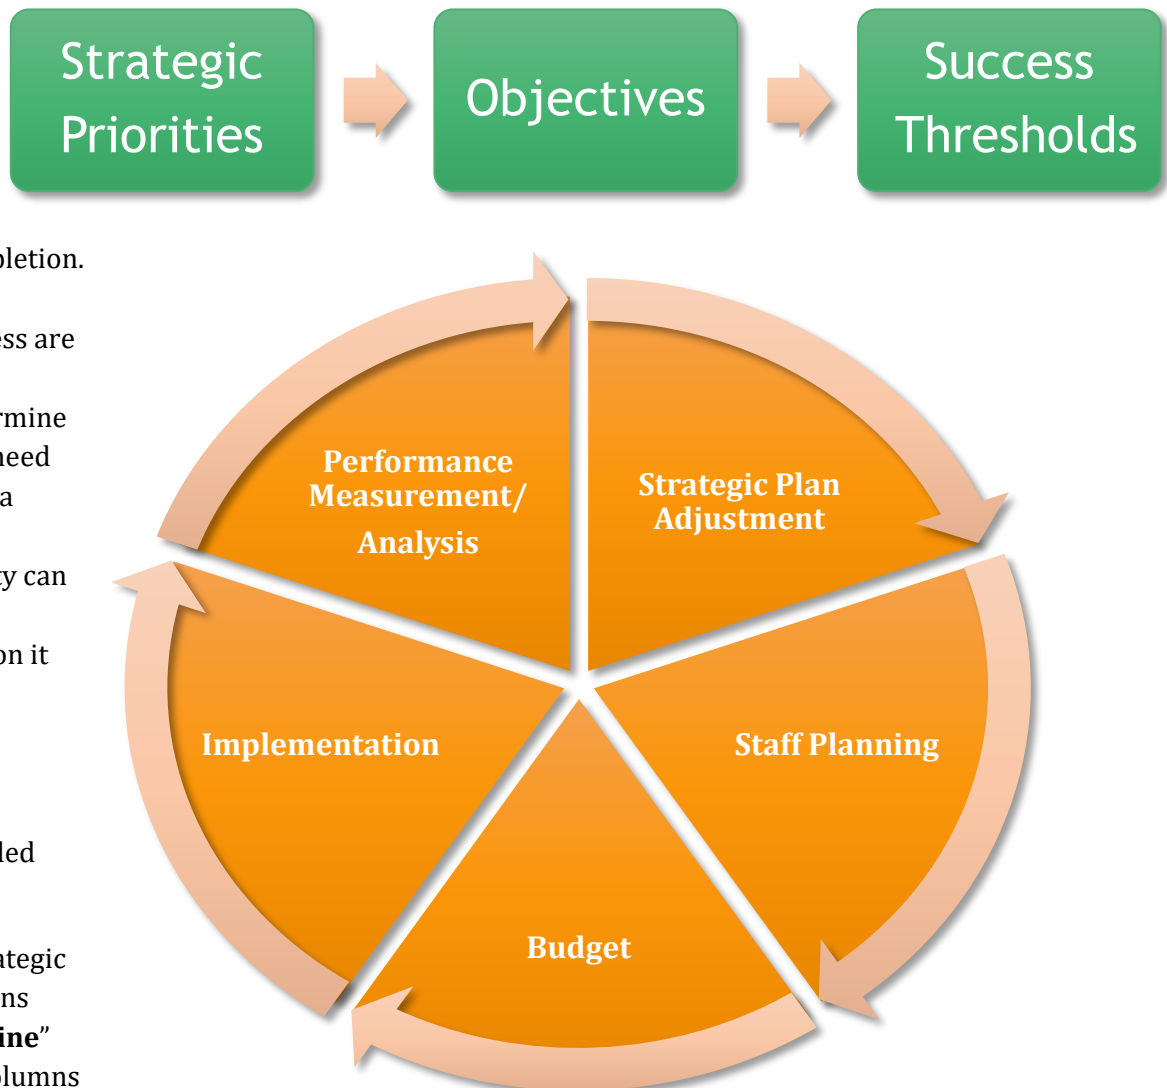 Strategic
Priorities
Objectives
Success
Thresholds
pletion.
ess are
rmine
need
a
ty can
on it
led
ategic
ns
ine”
olumns
Performance
Measurement/
Analysis
Strategic Plan
Adjustment
Implementation
Staff Planning
Budget